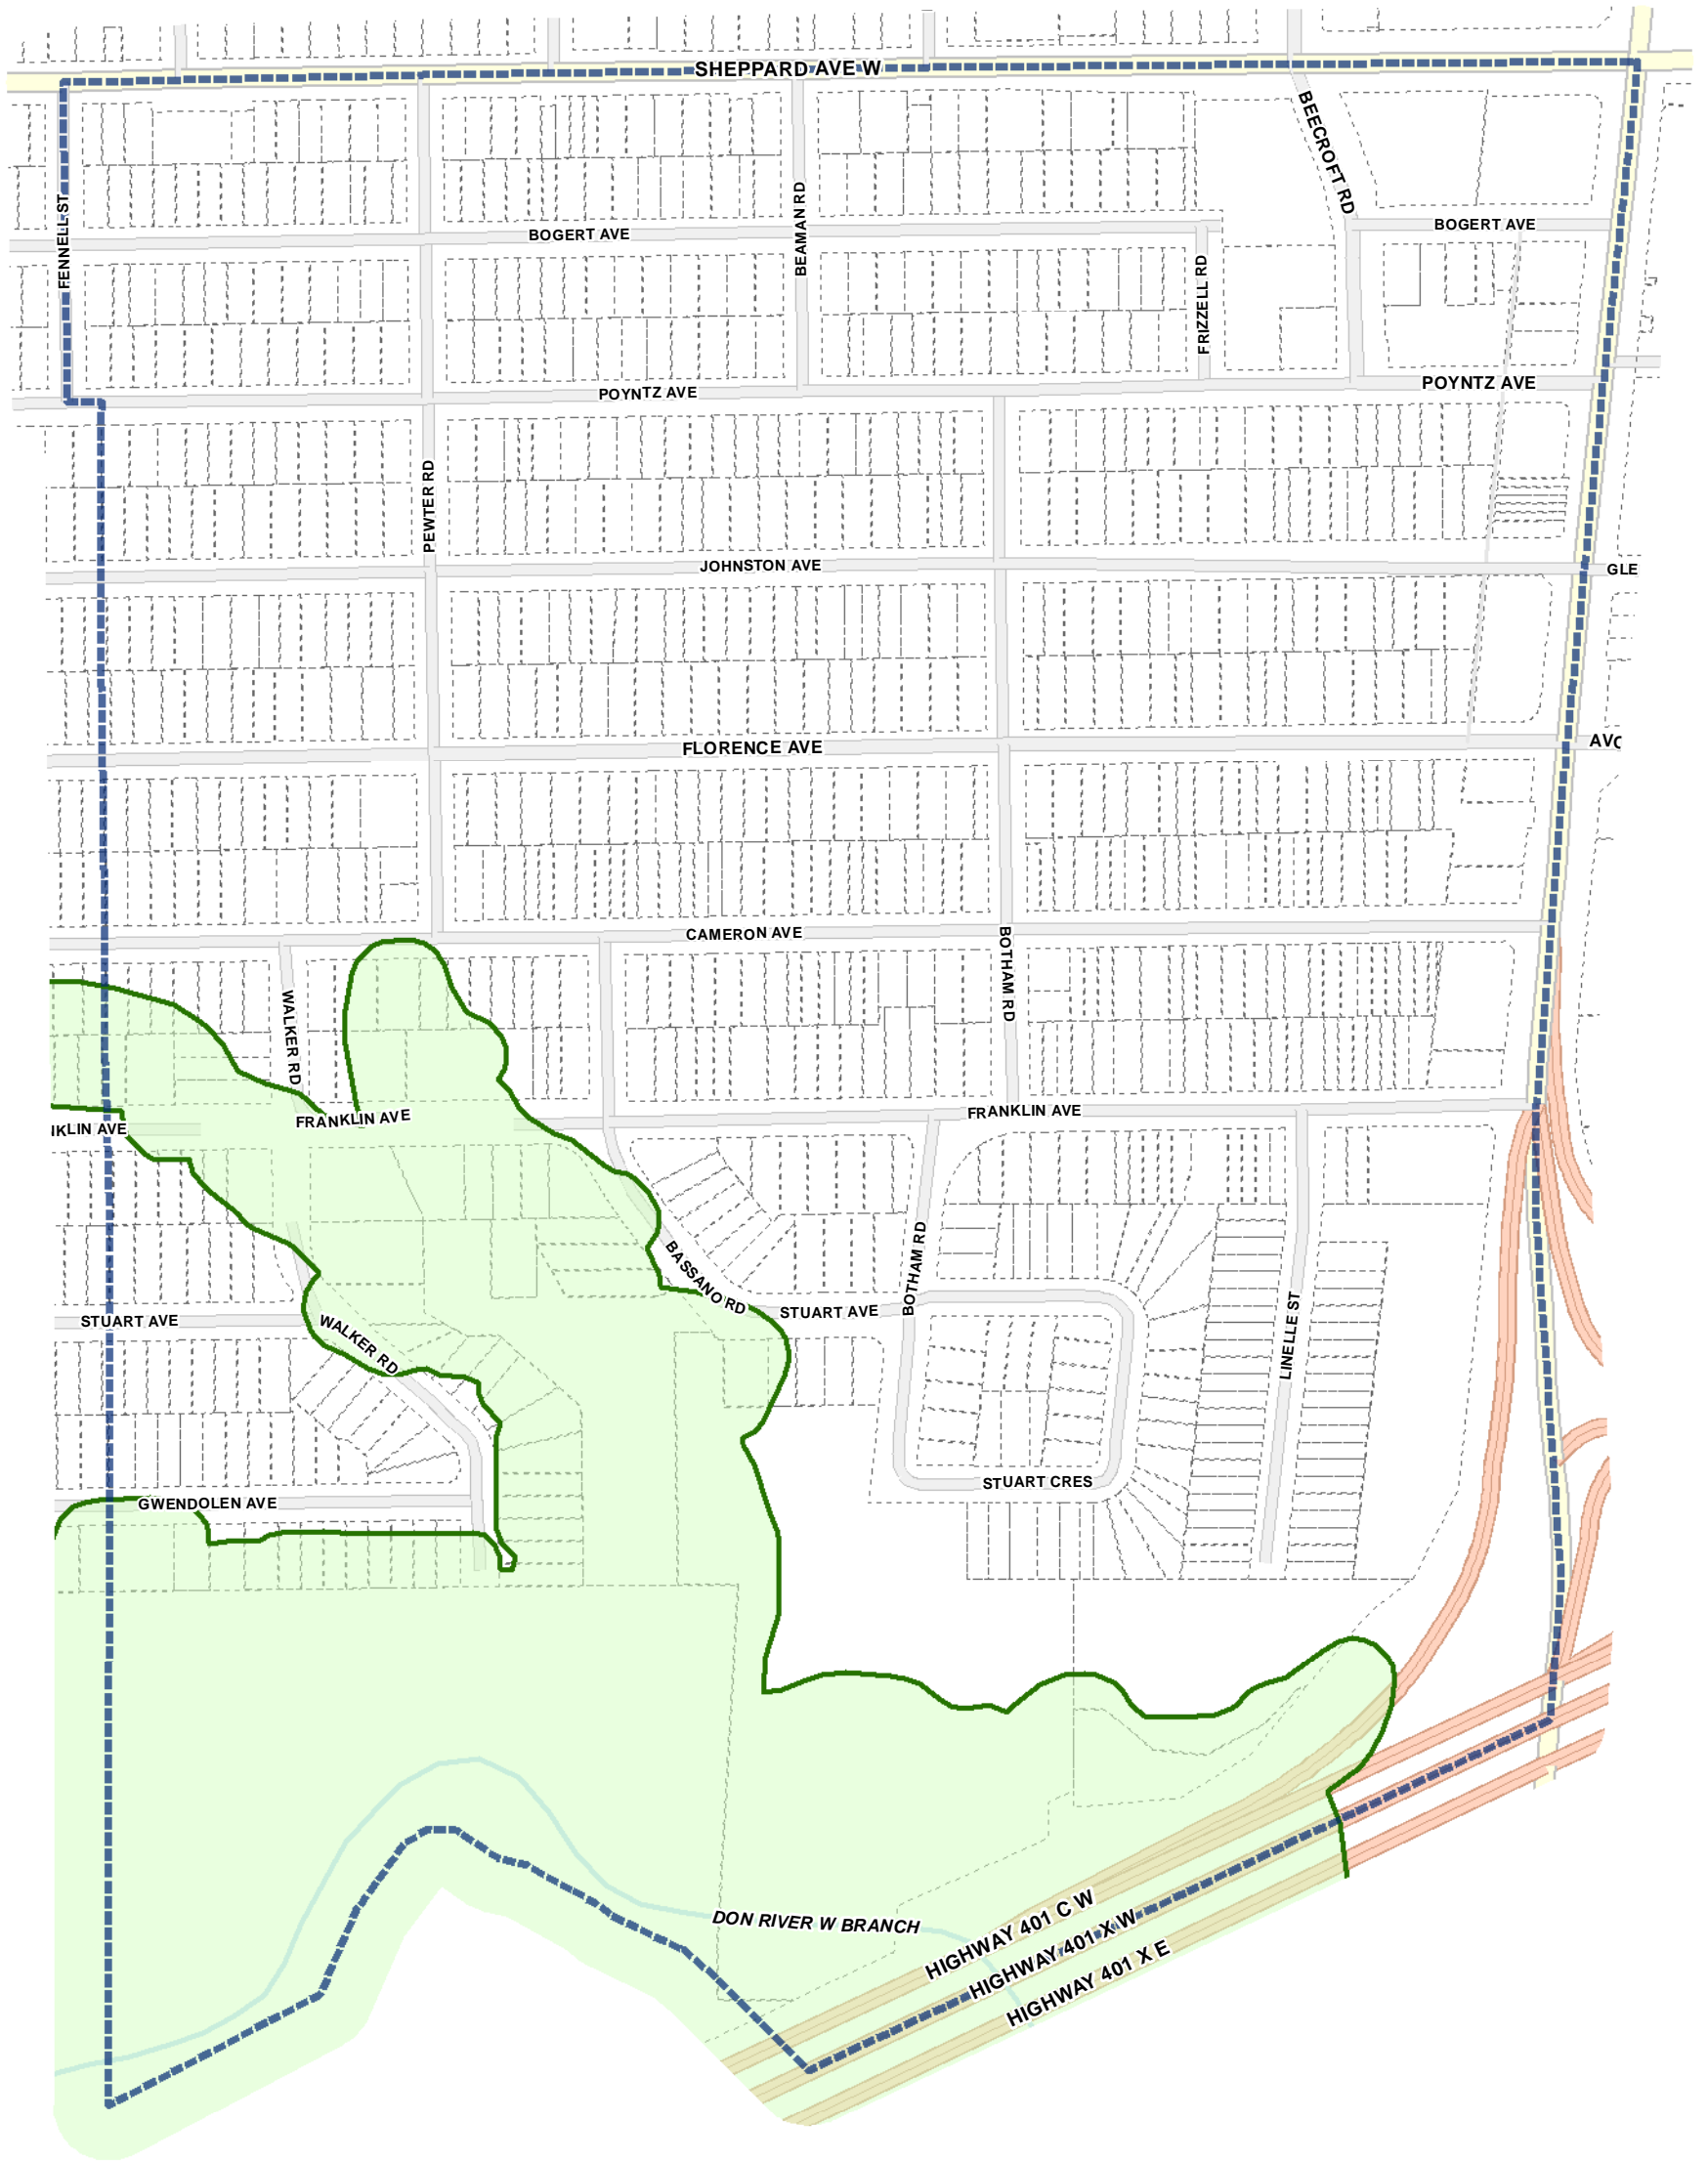 SHEPPARD AVE W
BEECROFT RD
FENNELL ST
BEAMAN RD
BOGERT AVE
BOGERT AVE
FRIZZELL RD
POYNTZ AVE
POYNTZ AVE
PEWTER RD
JOHNSTON AVE
GLE
FLORENCE AVE
AVO
CAMERON AVE
BOTHAM RD
WALKER RD
FRANKLIN AVE
FRANKLIN AVE
IKLIN AVE
BASSANO RD
BOTHAM RD
STUART AVE
STUART AVE
WALKER RD
LINELLE ST
STUART CRES
GWENDOLEN AVE
DON RIVER W BRANCH
HIGHWAY 401 C W
HIGHWAY 401 X W
HIGHWAY 401 X E